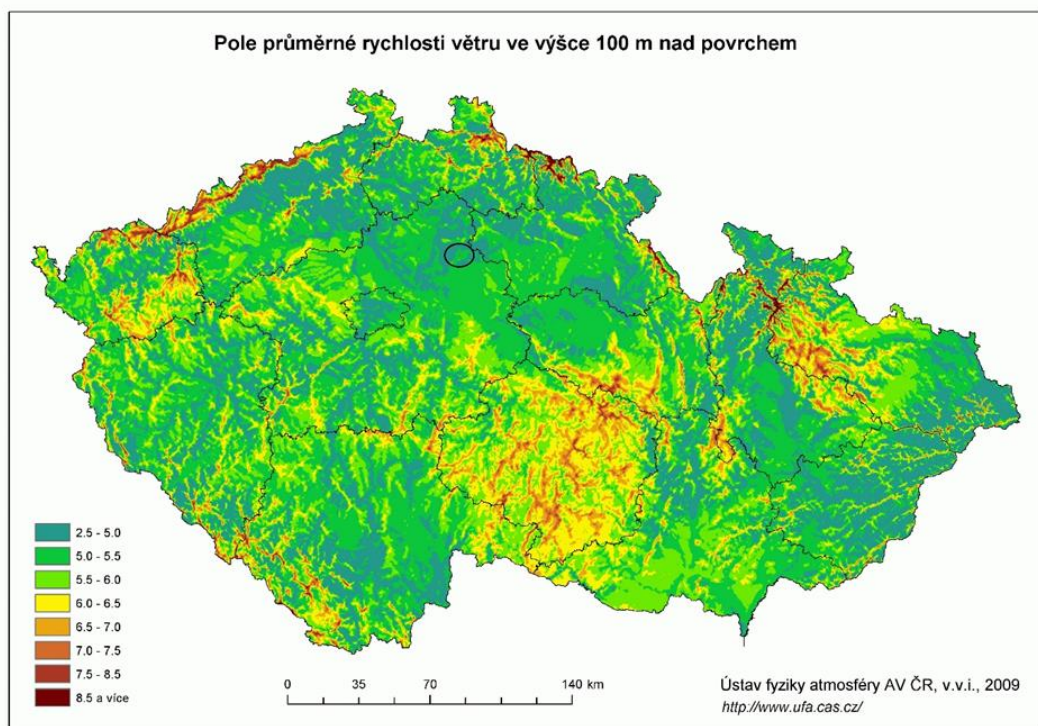 Pole průměrné rychlosti větru ve výšce 100 m nad povrchem
2.5 - 5.0
5.0 - 5.5
5.5 - 6.0
6.0 - 6.5
6.5 - 7.0
7.0 - 7.5
7.5 - 8.5
8.5 a více
0 35 70 140 km
Ústav fyziky atmosféry AV ČR, v.v.i., 2009
http://www.ufa.cas.cz/